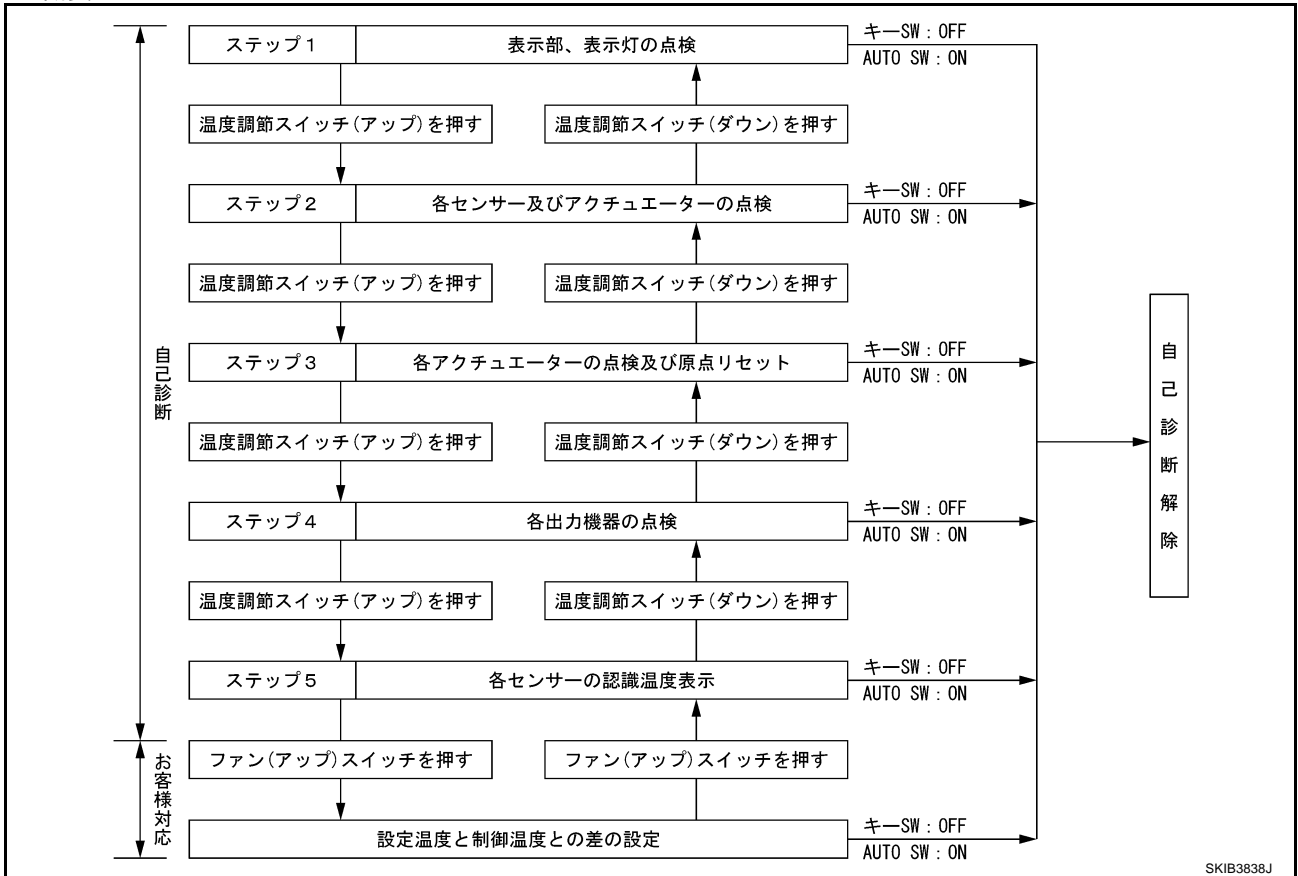 ステップ1 表示部、表示灯の点検 キーSW：OFF
AUTO SW：ON
温度調節スイッチ(アップ)を押す 温度調節スイッチ(ダウン)を押す
ステップ2 各センサー及びアクチュエーターの点検 キーSW：OFF
AUTO SW：ON
温度調節スイッチ(アップ)を押す 温度調節スイッチ(ダウン)を押す
ステップ3 各アクチュエーターの点検及び原点リセット キーSW：OFF
AUTO SW：ON
温度調節スイッチ(アップ)を押す 温度調節スイッチ(ダウン)を押す
ステップ4 各出力機器の点検 キーSW：OFF
AUTO SW：ON
温度調節スイッチ(アップ)を押す 温度調節スイッチ(ダウン)を押す
ステップ5 各センサーの認識温度表示 キーSW：OFF
AUTO SW：ON
ファン(アップ)スイッチを押す ファン(アップ)スイッチを押す
設定温度と制御温度との差の設定 キーSW：OFF
AUTO SW：ON
自己診断
お客様対応
自己診断解除
SKIB3838J